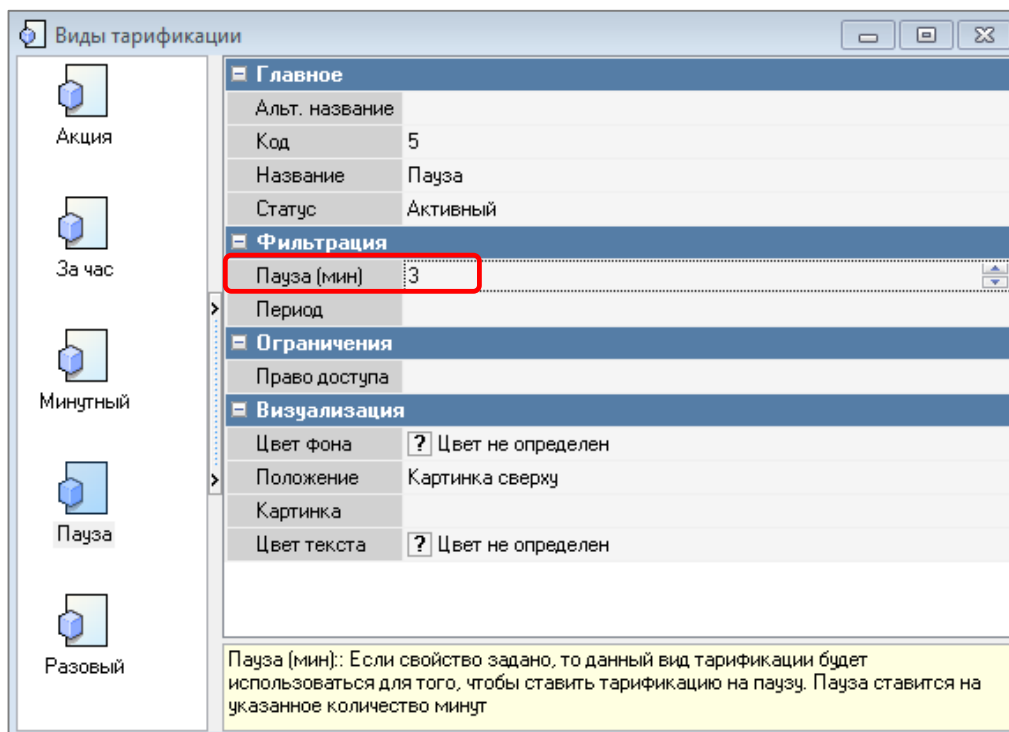 Виды тарификации
Акция
За час
Минутный
Пауза
Разовый
Главное
Альт. название
Код 5
Название Пауза
Статус Активный
Фильтрация
Пауза (мин) 3
Период
Ограничения
Право доступа
Визуализация
Цвет фона ? Цвет не определен
Положение Картинка сверху
Картинка
Цвет текста ? Цвет не определен
Пауза (мин):: Если свойство задано, то данный вид тарификации будет
использоваться для того, чтобы ставить тарификацию на паузу. Пауза ставится на
указанное количество минут